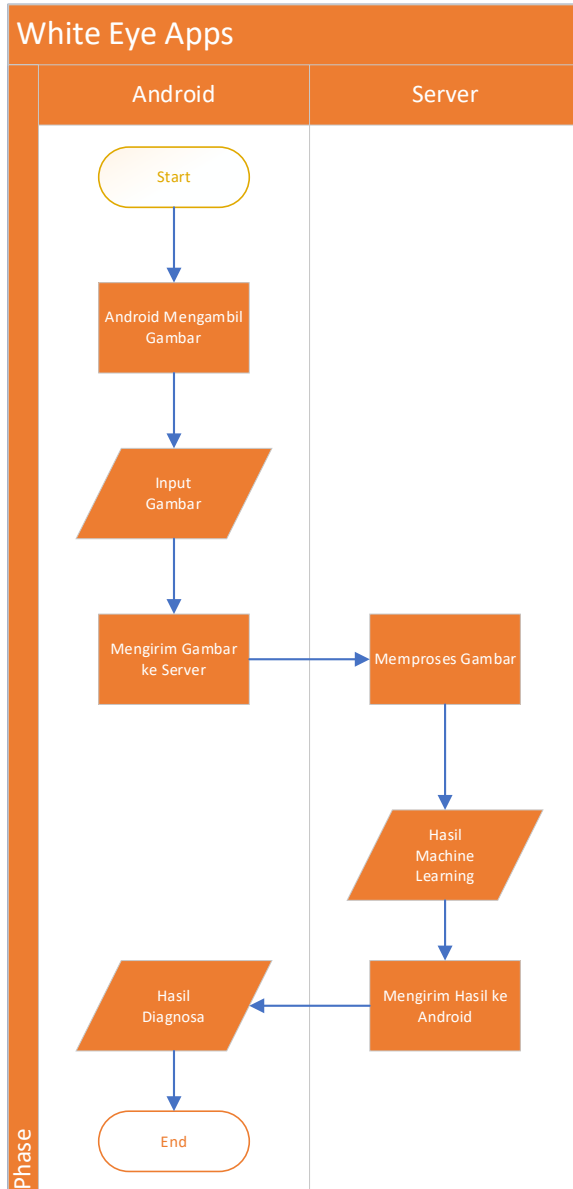 White Eye Apps
Android
Server
Start
Android Mengambil
Gambar
Input
Gambar
Mengirim Gambar
ke Server
Memproses Gambar
Hasil
Machine
Learning
Mengirim Hasil ke
Android
Hasil
Diagnosa
End
Phase